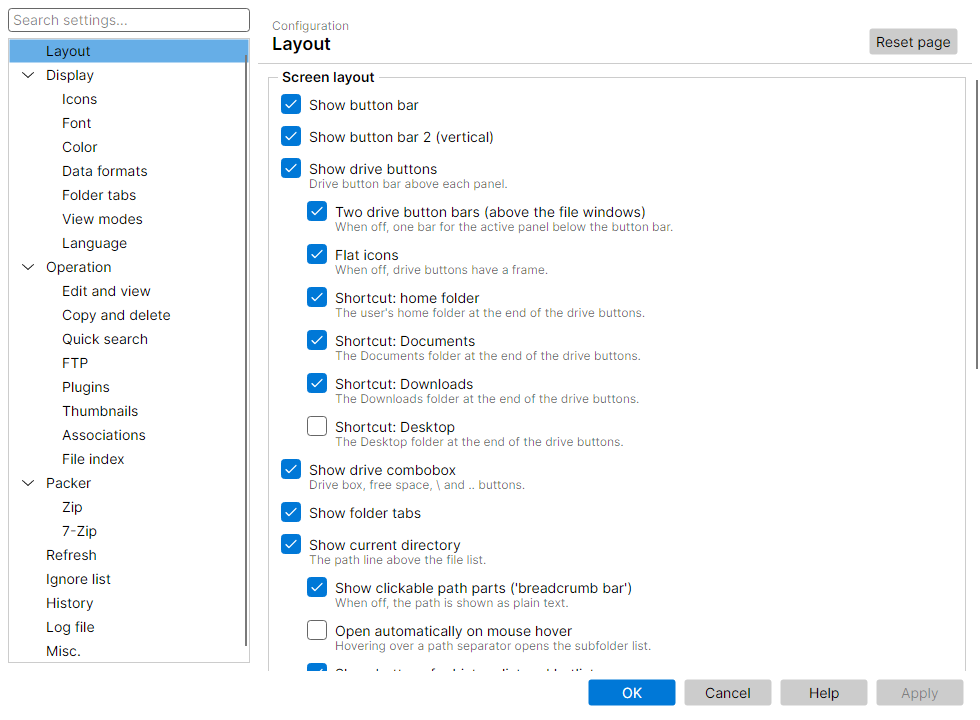 Search settings...
Layout
Display
Icons
Font
Color
Data formats
Folder tabs
View modes
Language
Operation
Edit and view
Copy and delete
Quick search
FTP
Plugins
Thumbnails
Associations
File index
Packer
Zip
7-Zip
Refresh
Ignore list
History
Log file
Misc.
Configuration
Layout
Reset page
Screen layout
Show button bar
Show button bar 2 (vertical)
Show drive buttons
Drive button bar above each panel.
Two drive button bars (above the file windows)
When off, one bar for the active panel below the button bar.
Flat icons
When off, drive buttons have a frame.
Shortcut: home folder
The user's home folder at the end of the drive buttons.
Shortcut: Documents
The Documents folder at the end of the drive buttons.
Shortcut: Downloads
The Downloads folder at the end of the drive buttons.
Shortcut: Desktop
The Desktop folder at the end of the drive buttons.
Show drive combobox
Drive box, free space, \ and .. buttons.
Show folder tabs
Show current directory
The path line above the file list.
Show clickable path parts ('breadcrumb bar')
When off, the path is shown as plain text.
Open automatically on mouse hover
Hovering over a path separator opens the subfolder list.
OK
Cancel
Help
Apply